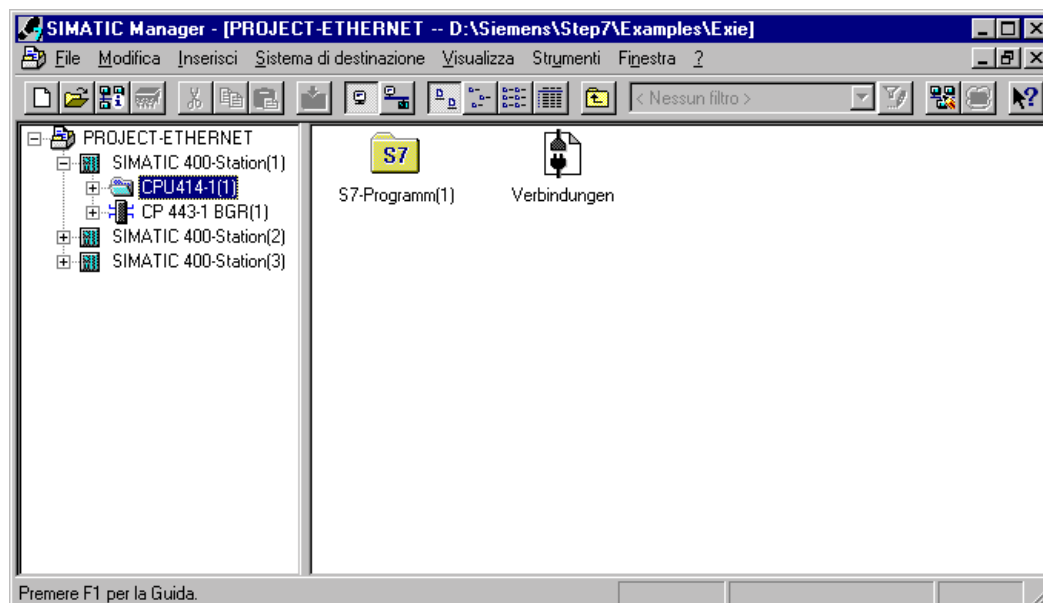 SIMATIC Manager - [PROJECT-ETHERNET -- D:\Siemens\Step7\Examples\Exie]
File Modifica Inserisci Sistema di destinazione Visualizza Strumenti Finestra ?
< Nessun filtro >
PROJECT-ETHERNET
SIMATIC 400-Station(1)
CPU414-1(1)
CP 443-1 BGR(1)
SIMATIC 400-Station(2)
SIMATIC 400-Station(3)
S7
S7-Programm(1)
Verbindungen
Premere F1 per la Guida.